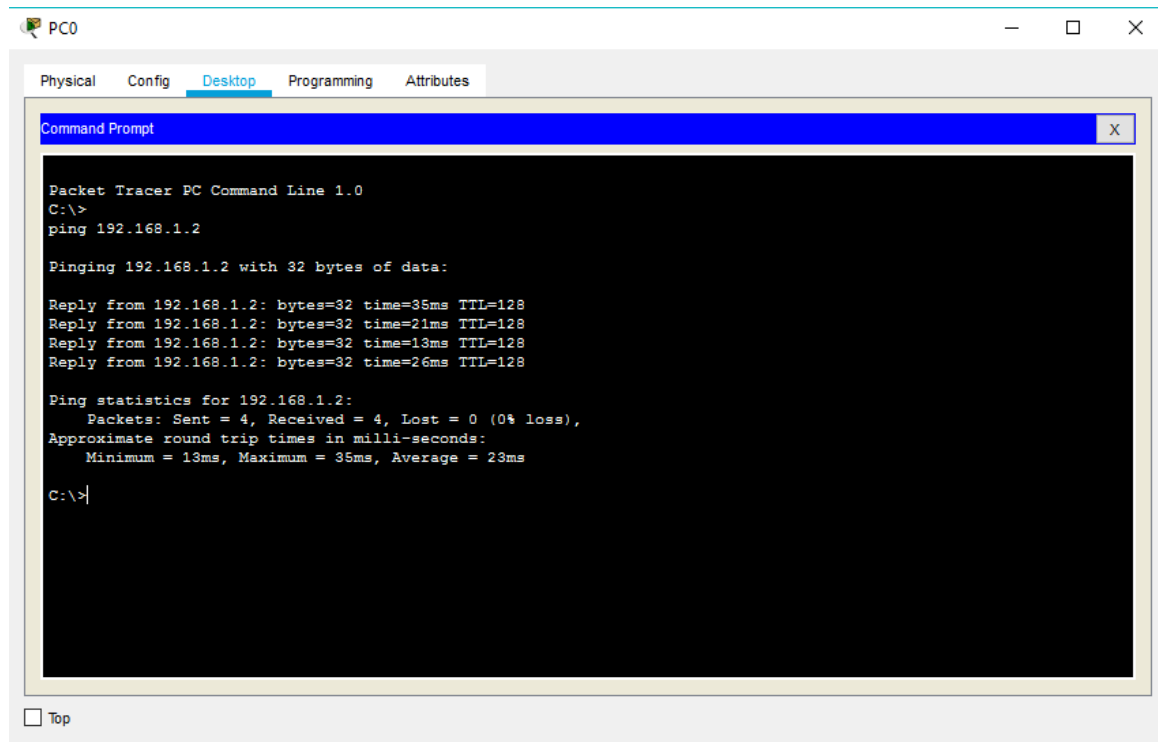 PC0
Physical Config Desktop Programming Attributes
Command Prompt
X
Packet Tracer PC Command Line 1.0
C:\>
ping 192.168.1.2
Pinging 192.168.1.2 with 32 bytes of data:
Reply from 192.168.1.2: bytes=32 time=35ms TTL=128
Reply from 192.168.1.2: bytes=32 time=21ms TTL=128
Reply from 192.168.1.2: bytes=32 time=13ms TTL=128
Reply from 192.168.1.2: bytes=32 time=26ms TTL=128
Ping statistics for 192.168.1.2:
Packets: Sent = 4, Received = 4, Lost = 0 (0% loss),
Approximate round trip times in milli-seconds:
Minimum = 13ms, Maximum = 35ms, Average = 23ms
C:\>
Top